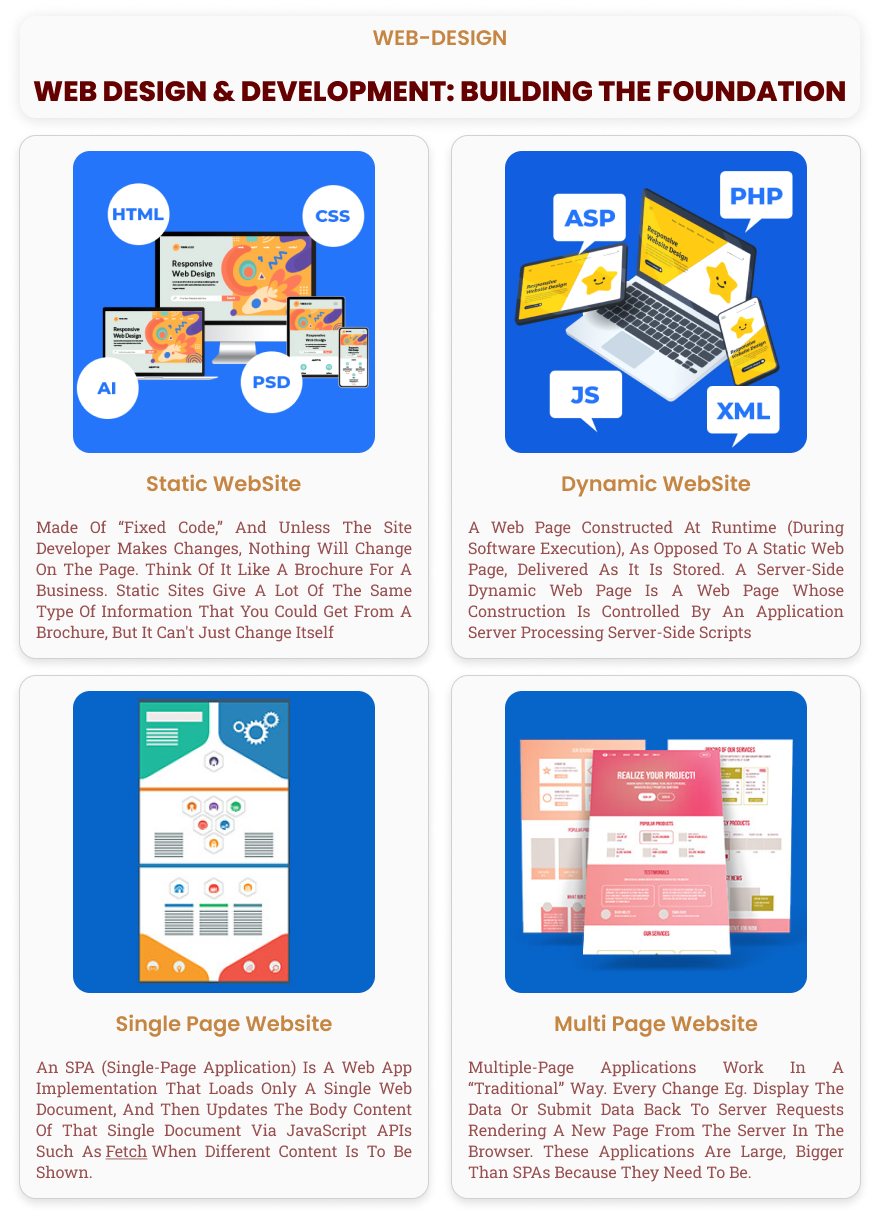 WEB-DESIGN
WEB DESIGN & DEVELOPMENT: BUILDING THE FOUNDATION
HTML
CSS
Responsive
Web Design
Responsive
Web Design
Responsive
Web Design
AI
PSD
Static WebSite
Made Of “Fixed Code,” And Unless The Site
Developer Makes Changes, Nothing Will Change
On The Page. Think Of It Like A Brochure For A
Business. Static Sites Give A Lot Of The Same
Type Of Information That You Could Get From A
Brochure, But It Can't Just Change Itself
PHP
ASP
Responsive
Website Design
Responsive
Website Design
Responsive
Website Design
JS
XML
Dynamic WebSite
A Web Page Constructed At Runtime (During
Software Execution), As Opposed To A Static Web
Page, Delivered As It Is Stored. A Server-Side
Dynamic Web Page Is A Web Page Whose
Construction Is Controlled By An Application
Server Processing Server-Side Scripts
Single Page Website
An SPA (Single-Page Application) Is A Web App
Implementation That Loads Only A Single Web
Document, And Then Updates The Body Content
Of That Single Document Via JavaScript APIs
Such As Fetch When Different Content Is To Be
Shown.
OF OUR SERVICES
REALIZE YOUR PROJECT!
POPULAR PRODUCTS
TESTIMONIALS
OUR SERVICES
Multi Page Website
Multiple-Page Applications Work In A
“Traditional” Way. Every Change Eg. Display The
Data Or Submit Data Back To Server Requests
Rendering A New Page From The Server In The
Browser. These Applications Are Large, Bigger
Than SPAs Because They Need To Be.